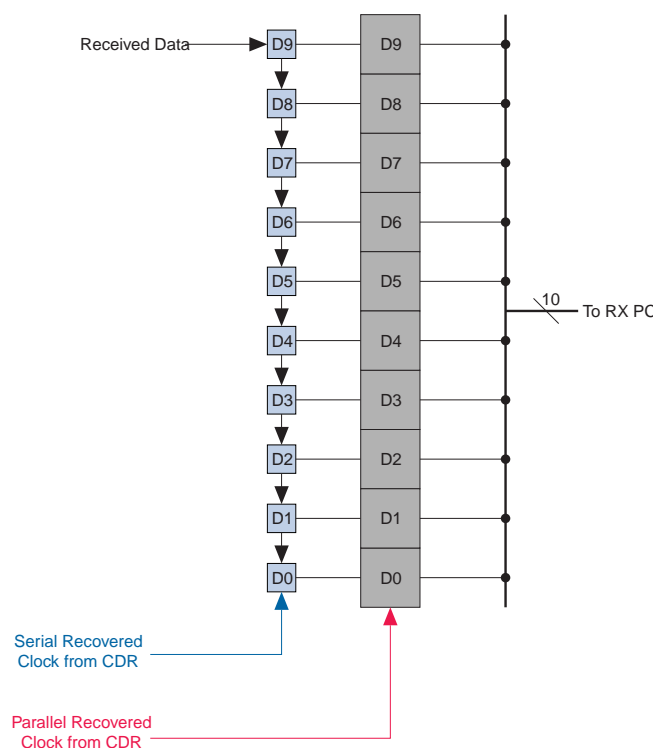 Received Data
D9 D9
D8 D8
D7 D7
D6 D6
D5 D5
10
To RX PC
D4 D4
D3 D3
D2 D2
D1 D1
D0 D0
Serial Recovered
Clock from CDR
Parallel Recovered
Clock from CDR